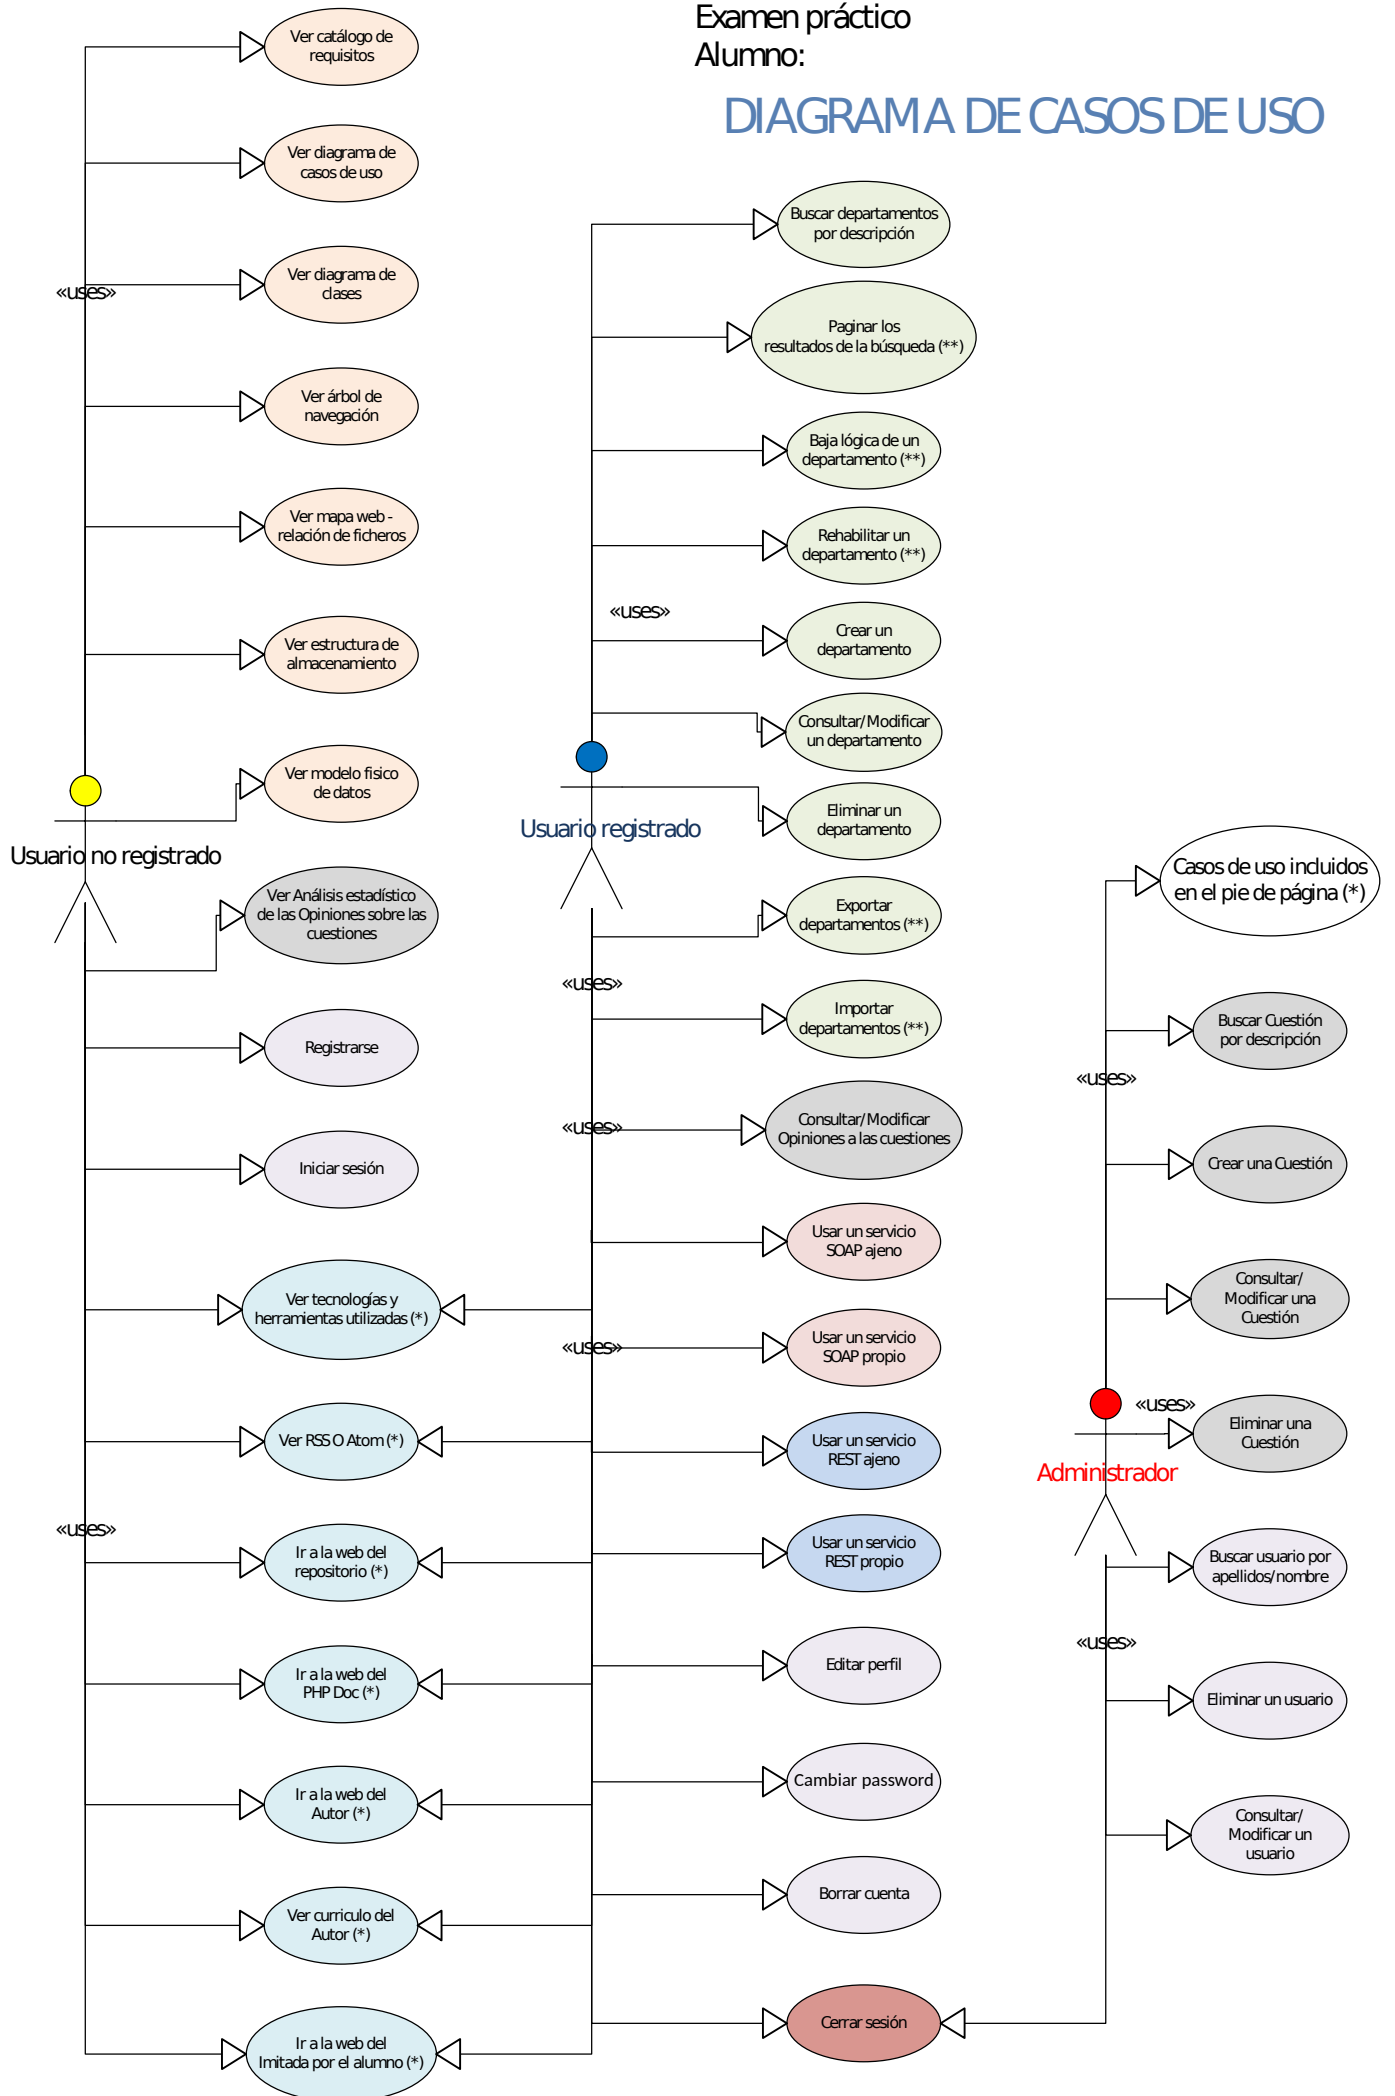 Examen práctico
Alumno:
DIAGRAMA DE CASOS DE USO
Ver catálogo de
requisitos
Ver diagrama de
casos de uso
Ver diagrama de
clases
«uses»
Ver árbol de
navegación
Ver mapa web -
relación de ficheros
Ver estructura de
almacenamiento
Ver modelo fisico
de datos
Usuario no registrado
Ver Análisis estadístico
de las Opiniones sobre las
cuestiones
Registrarse
Iniciar sesión
Ver tecnologías y
herramientas utilizadas (*)
Ver RSS O Atom (*)
«uses»
Ir a la web del
repositorio (*)
Ir a la web del
PHP Doc (*)
Ir a la web del
Autor (*)
Ver curriculo del
Autor (*)
Ir a la web del
Imitada por el alumno (*)
Buscar departamentos
por descripción
Paginar los
resultados de la búsqueda (**)
Baja lógica de un
departamento (**)
Rehabilitar un
departamento (**)
«uses»
Crear un
departamento
Consultar/Modificar
un departamento
Eliminar un
departamento
Usuario registrado
Exportar
departamentos (**)
«uses»
Importar
departamentos (**)
«uses»
Consultar/Modificar
Opiniones a las cuestiones
Usar un servicio
SOAP ajeno
«uses»
Usar un servicio
SOAP propio
Usar un servicio
REST ajeno
Usar un servicio
REST propio
Editar perfil
Cambiar password
Borrar cuenta
Cerrar sesión
Casos de uso incluidos
en el pie de página (*)
Buscar Cuestión
por descripción
«uses»
Crear una Cuestión
Consultar/
Modificar una
Cuestión
«uses»
Eliminar una
Cuestión
Administrador
Buscar usuario por
apellidos/nombre
«uses»
Eliminar un usuario
Consultar/
Modificar un
usuario